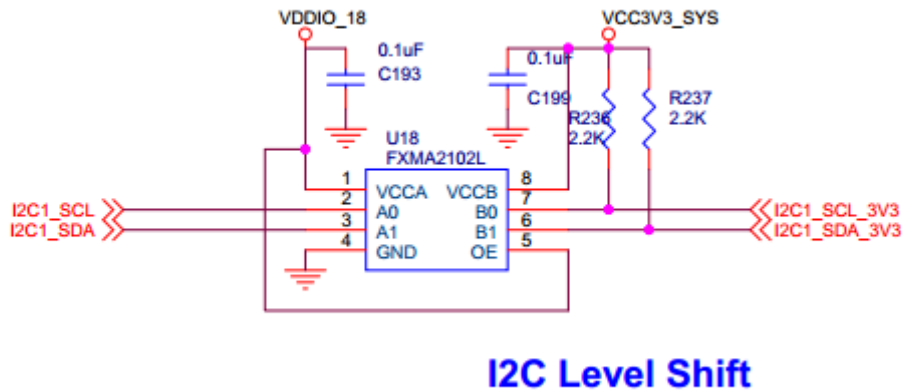 VDDIO_18
VCC3V3_SYS
0.1uF
C193
0.1uF
C199
R236
2.2K
R237
2.2K
U18
FXMA2102L
1 VCCA VCCB 8
I2C1_SCL 2 A0 B0 7 I2C1_SCL_3V3
I2C1_SDA 3 A1 B1 6 I2C1_SDA_3V3
4 GND OE 5
I2C Level Shift